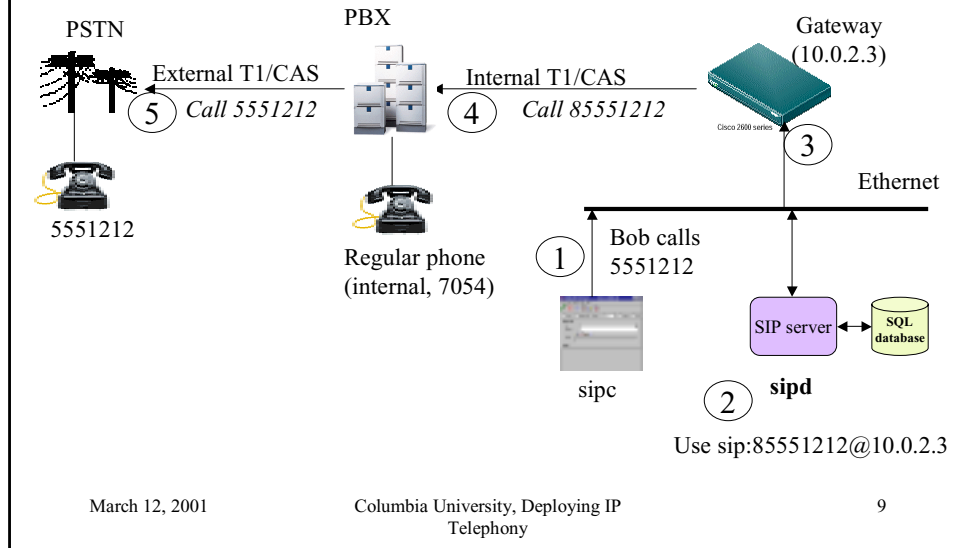 PSTN
PBX
Gateway
(10.0.2.3)
External T1/CAS
Internal T1/CAS
5
Call 5551212
4
Call 85551212
Cisco 2600 series
3
Ethernet
5551212
Regular phone
(internal, 7054)
1
Bob calls
5551212
SIP server
SQL
database
sipc
2
sipd
Use sip:85551212@10.0.2.3
March 12, 2001
Columbia University, Deploying IP
Telephony
9